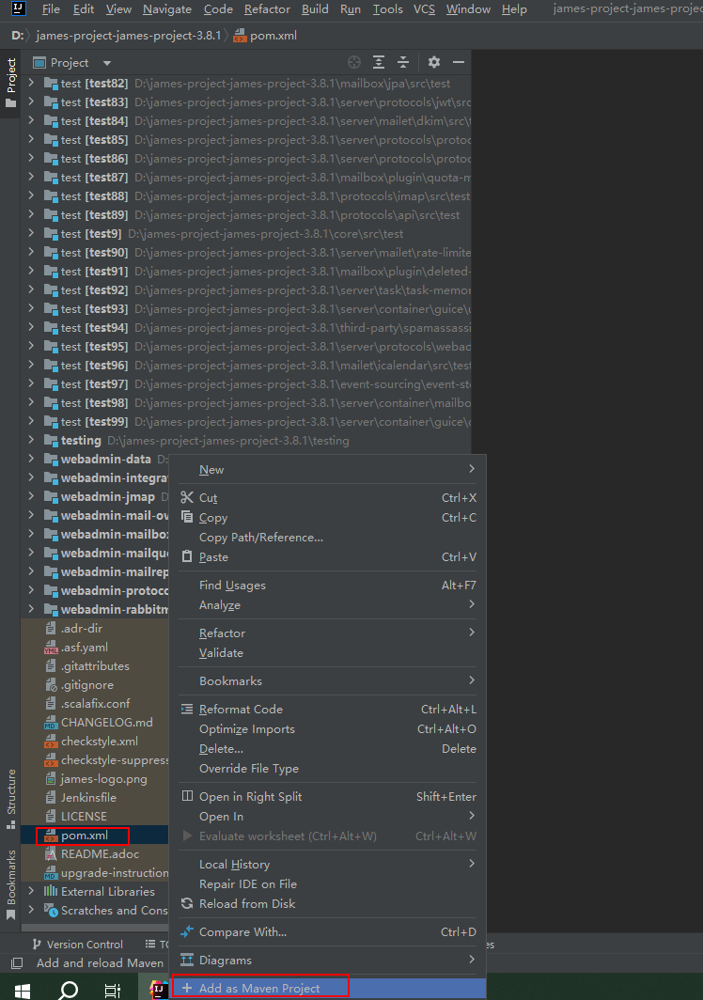 File Edit View Navigate Code Refactor Build Run Tools VCS Window Help james-project-james-projec
D: james-project-james-project-3.8.1 pom.xml
Project
Project
test [test82] D:\james-project-james-project-3.8.1\mailbox\jpa\src\test
test [test83] D:\james-project-james-project-3.8.1\server\protocols\jwt\src
test [test84] D:\james-project-james-project-3.8.1\server\mailet\dkim\src\t
test [test85] D:\james-project-james-project-3.8.1\server\protocols\protoc
test [test86] D:\james-project-james-project-3.8.1\server\protocols\protoc
test [test87] D:\james-project-james-project-3.8.1\mailbox\plugin\quota-m
test [test88] D:\james-project-james-project-3.8.1\protocols\imap\src\test
test [test89] D:\james-project-james-project-3.8.1\protocols\api\src\test
test [test9] D:\james-project-james-project-3.8.1\core\src\test
test [test90] D:\james-project-james-project-3.8.1\server\mailet\rate-limite
test [test91] D:\james-project-james-project-3.8.1\mailbox\plugin\deleted-
test [test92] D:\james-project-james-project-3.8.1\server\task\task-memor
test [test93] D:\james-project-james-project-3.8.1\server\container\guice\u
test [test94] D:\james-project-james-project-3.8.1\third-party\spamassassi
test [test95] D:\james-project-james-project-3.8.1\server\protocols\webac
test [test96] D:\james-project-james-project-3.8.1\mailet\icalendar\src\test
test [test97] D:\james-project-james-project-3.8.1\event-sourcing\event-st
test [test98] D:\james-project-james-project-3.8.1\server\container\mailbo
test [test99] D:\james-project-james-project-3.8.1\server\container\guice\c
testing D:\james-project-james-project-3.8.1\testing
webadmin-data D:
webadmin-integra
webadmin-jmap D:
webadmin-mail-ov
webadmin-mailbox
webadmin-mailque
webadmin-mailrep
webadmin-protoco
webadmin-rabbitm
.adr-dir
.asf.yaml
.gitattributes
.gitignore
.scalafix.conf
CHANGELOG.md
checkstyle.xml
checkstyle-suppress
james-logo.png
Jenkinsfile
LICENSE
pom.xml
README.adoc
upgrade-instruction
External Libraries
Scratches and Cons
New
Cut Ctrl+X
Copy Ctrl+C
Copy Path/Reference...
Paste Ctrl+V
Find Usages Alt+F7
Analyze
Refactor
Validate
Bookmarks
Reformat Code Ctrl+Alt+L
Optimize Imports Ctrl+Alt+O
Delete... Delete
Override File Type
Open in Right Split Shift+Enter
Open In
Evaluate worksheet (Ctrl+Alt+W) Ctrl+Alt+W
Local History
Repair IDE on File
Reload from Disk
Compare With... Ctrl+D
Diagrams
Add as Maven Project
Structure
Bookmarks
Version Control TO es
Add and reload Maven